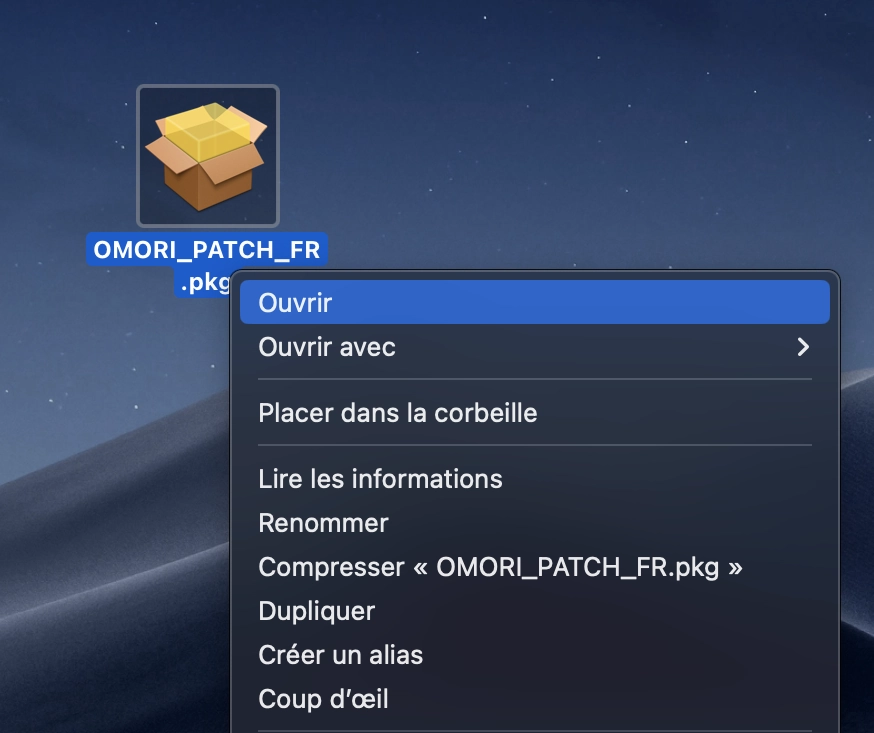 OMORI_PATCH_FR
.pkg
Ouvrir
Ouvrir avec
Placer dans la corbeille
Lire les informations
Renommer
Compresser « OMORI_PATCH_FR.pkg »
Dupliquer
Créer un alias
Coup d’œil